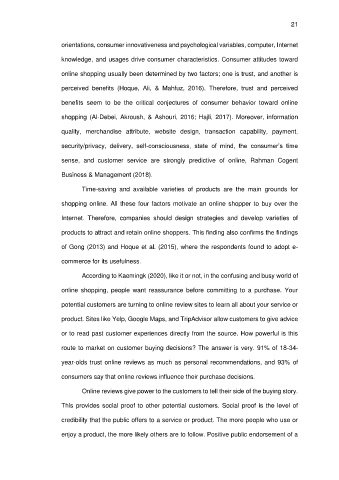 21
orientations, consumer innovativeness and psychological variables, computer, Internet
knowledge, and usages drive consumer characteristics. Consumer attitudes toward
online shopping usually been determined by two factors; one is trust, and another is
perceived benefits (Hoque, Ali, & Mahfuz, 2016). Therefore, trust and perceived
benefits seem to be the critical conjectures of consumer behavior toward online
shopping (Al-Debei, Akroush, & Ashouri, 2016; Hajli, 2017). Moreover, information
quality, merchandise attribute, website design, transaction capability, payment,
security/privacy, delivery, self-consciousness, state of mind, the consumer's time
sense, and customer service are strongly predictive of online. Rahman Cogent
Business & Management (2018).
Time-saving and available varieties of products are the main grounds for
shopping online. All these four factors motivate an online shopper to buy over the
Internet. Therefore, companies should design strategies and develop varieties of
products to attract and retain online shoppers. This finding also confirms the findings
of Gong (2013) and Hoque et al. (2015), where the respondents found to adopt e-
commerce for its usefulness.
According to Kaemingk (2020), like it or not, in the confusing and busy world of
online shopping, people want reassurance before committing to a purchase. Your
potential customers are turning to online review sites to learn all about your service or
product. Sites like Yelp, Google Maps, and TripAdvisor allow customers to give advice
or to read past customer experiences directly from the source. How powerful is this
route to market on customer buying decisions? The answer is very. 91% of 18-34-
year-olds trust online reviews as much as personal recommendations, and 93% of
consumers say that online reviews influence their purchase decisions.
Online reviews give power to the customers to tell their side of the buying story.
This provides social proof to other potential customers. Social proof is the level of
credibility that the public offers to a service or product. The more people who use or
enjoy a product, the more likely others are to follow. Positive public endorsement of a